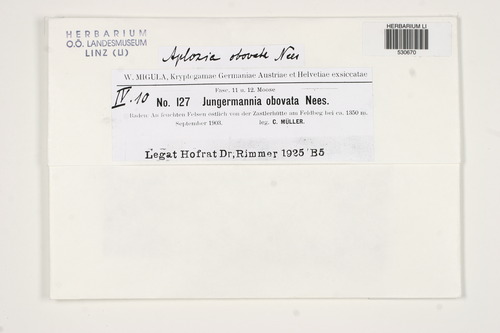 HERBARIUM
O.Ö. LANDESMUSEUM
LINZ (LI)
HERBARIUM LI
530670
Aplozia obovata Nees
W. MIGULA, Kryptogamae Germaniae Austriae et Helvetiae exsiccatae
Fasc. 11 u. 12. Moose
IV. 10 No. 127 Jungermannia obovata Nees.
Baden: An feuchten Felsen östlich von der Zastlerhütte am Feldberg bei ca. 1350 m.
September 1903. leg. C. MÜLLER.
Legat Hofrat Dr, Rimmer 1925 B5